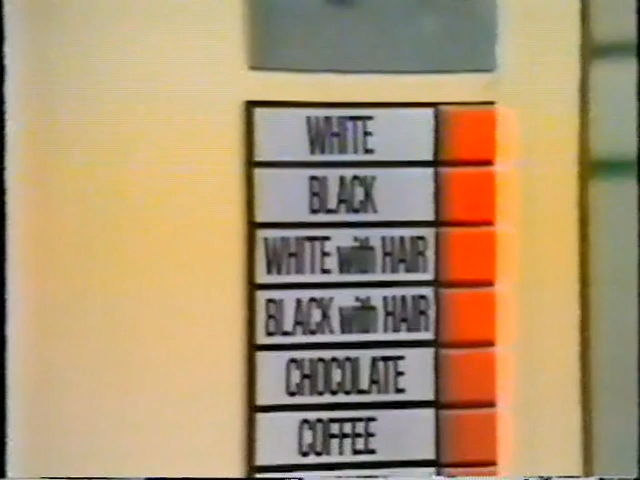 WHITE
BLACK
WHITE with HAIR
BLACK with HAIR
CHOCOLATE
COFFEE